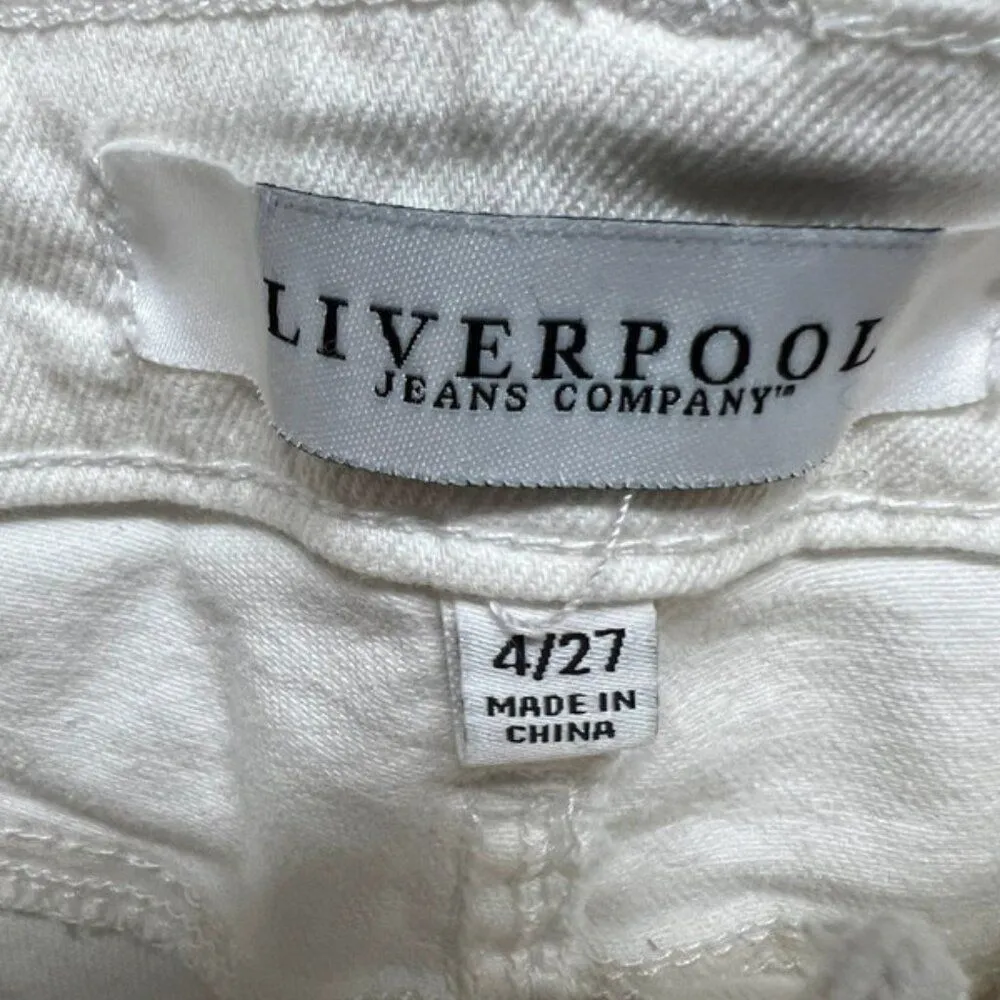 LIVERPOOL
JEANS COMPANY™
4/27
MADE IN
CHINA